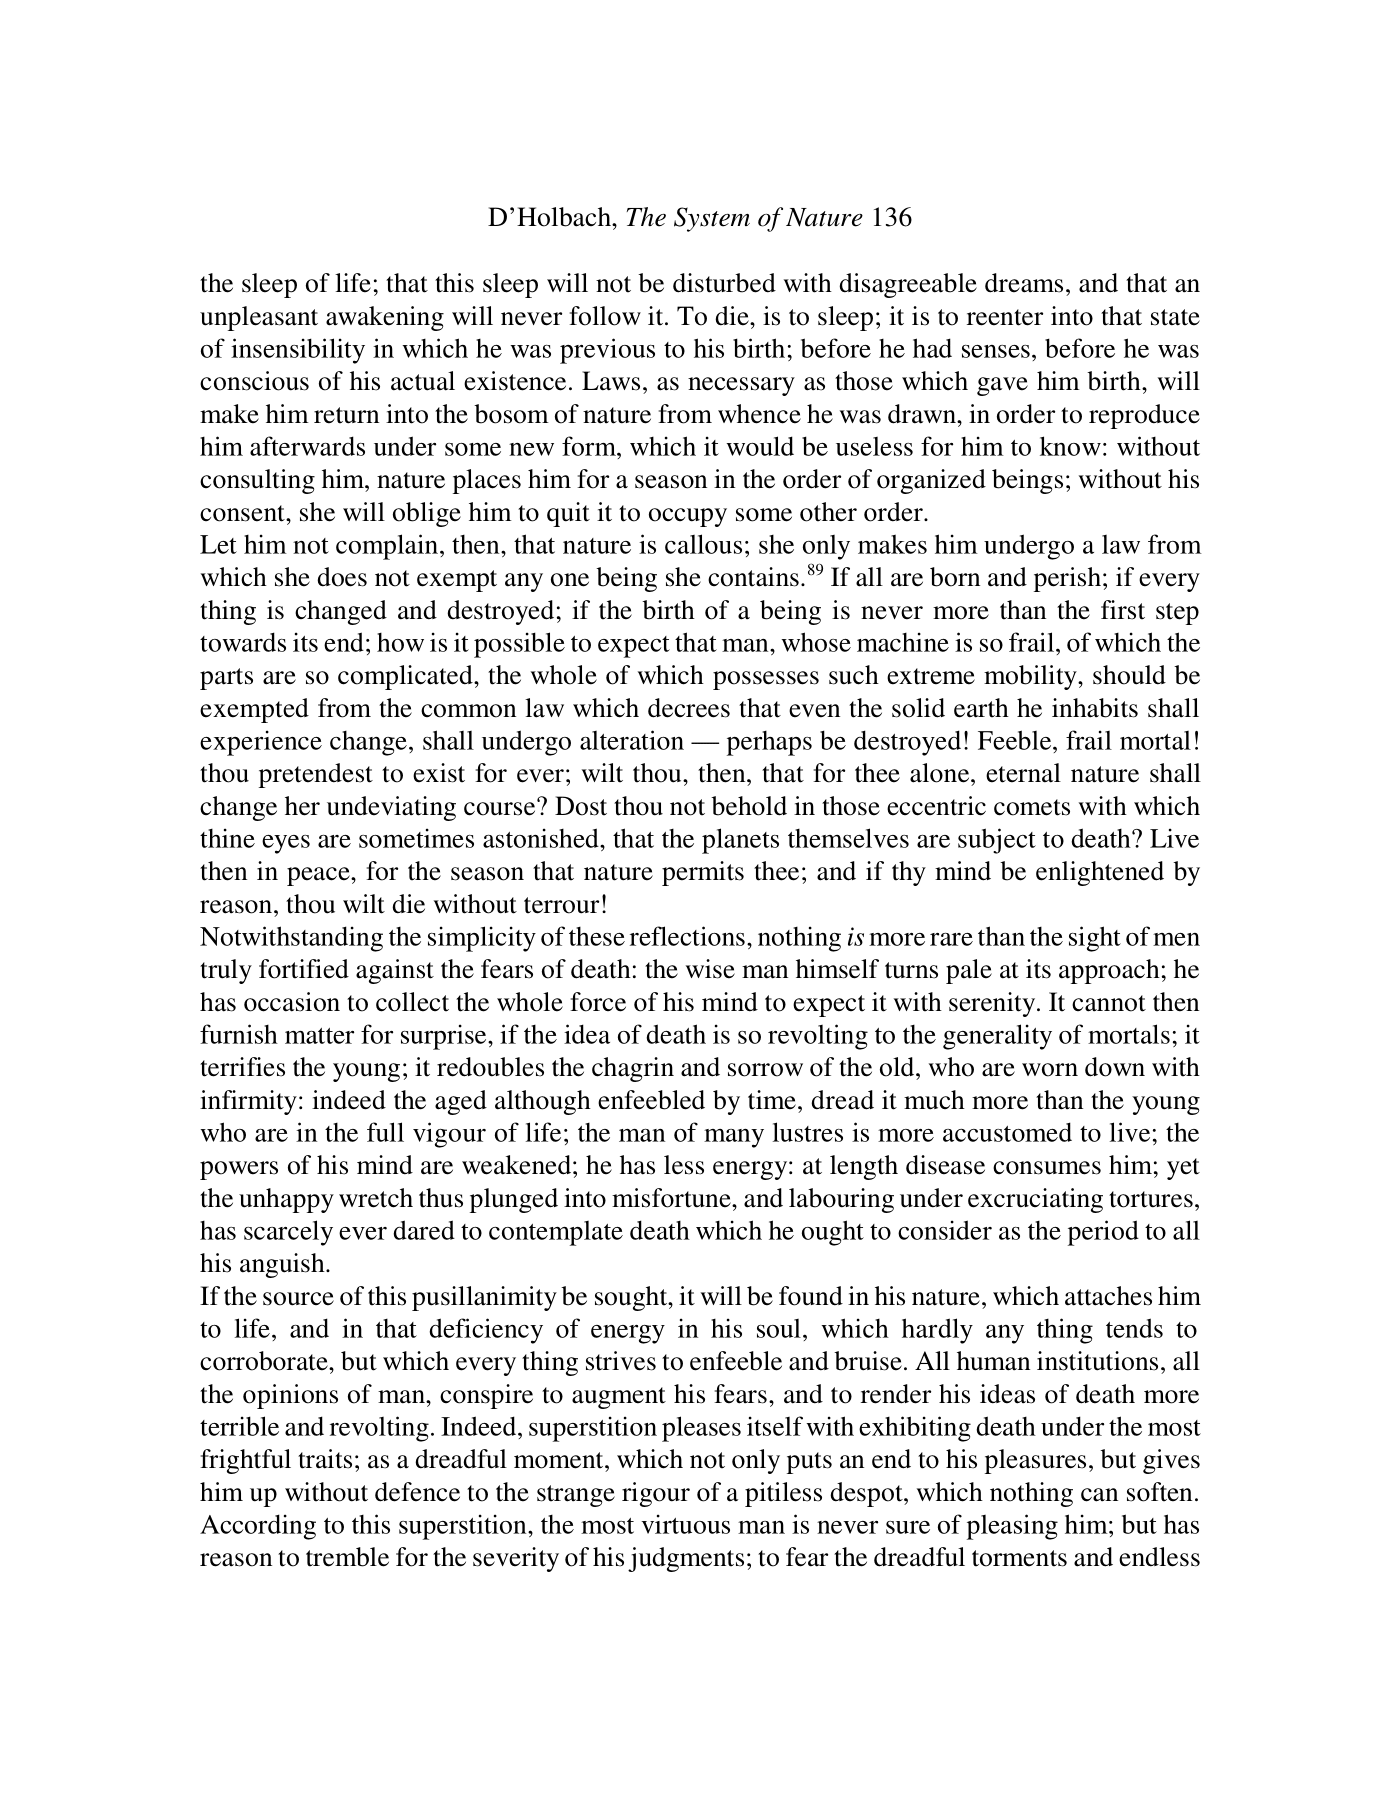 D’Holbach, The System of Nature 136
the sleep of life; that this sleep will not be disturbed with disagreeable dreams, and that an
unpleasant awakening will never follow it. To die, is to sleep; it is to reenter into that state
of insensibility in which he was previous to his birth; before he had senses, before he was
conscious of his actual existence. Laws, as necessary as those which gave him birth, will
make him return into the bosom of nature from whence he was drawn, in order to reproduce
him afterwards under some new form, which it would be useless for him to know: without
consulting him, nature places him for a season in the order of organized beings; without his
consent, she will oblige him to quit it to occupy some other order.
Let him not complain, then, that nature is callous; she only makes him undergo a law from
which she does not exempt any one being she contains.89 If all are born and perish; if every
thing is changed and destroyed; if the birth of a being is never more than the first step
towards its end; how is it possible to expect that man, whose machine is so frail, of which the
parts are so complicated, the whole of which possesses such extreme mobility, should be
exempted from the common law which decrees that even the solid earth he inhabits shall
experience change, shall undergo alteration — perhaps be destroyed! Feeble, frail mortal!
thou pretendest to exist for ever; wilt thou, then, that for thee alone, eternal nature shall
change her undeviating course? Dost thou not behold in those eccentric comets with which
thine eyes are sometimes astonished, that the planets themselves are subject to death? Live
then in peace, for the season that nature permits thee; and if thy mind be enlightened by
reason, thou wilt die without terrour!
Notwithstanding the simplicity of these reflections, nothing is more rare than the sight of men
truly fortified against the fears of death: the wise man himself turns pale at its approach; he
has occasion to collect the whole force of his mind to expect it with serenity. It cannot then
furnish matter for surprise, if the idea of death is so revolting to the generality of mortals; it
terrifies the young; it redoubles the chagrin and sorrow of the old, who are worn down with
infirmity: indeed the aged although enfeebled by time, dread it much more than the young
who are in the full vigour of life; the man of many lustres is more accustomed to live; the
powers of his mind are weakened; he has less energy: at length disease consumes him; yet
the unhappy wretch thus plunged into misfortune, and labouring under excruciating tortures,
has scarcely ever dared to contemplate death which he ought to consider as the period to all
his anguish.
If the source of this pusillanimity be sought, it will be found in his nature, which attaches him
to life, and in that deficiency of energy in his soul, which hardly any thing tends to
corroborate, but which every thing strives to enfeeble and bruise. All human institutions, all
the opinions of man, conspire to augment his fears, and to render his ideas of death more
terrible and revolting. Indeed, superstition pleases itself with exhibiting death under the most
frightful traits; as a dreadful moment, which not only puts an end to his pleasures, but gives
him up without defence to the strange rigour of a pitiless despot, which nothing can soften.
According to this superstition, the most virtuous man is never sure of pleasing him; but has
reason to tremble for the severity of his judgments; to fear the dreadful torments and endless